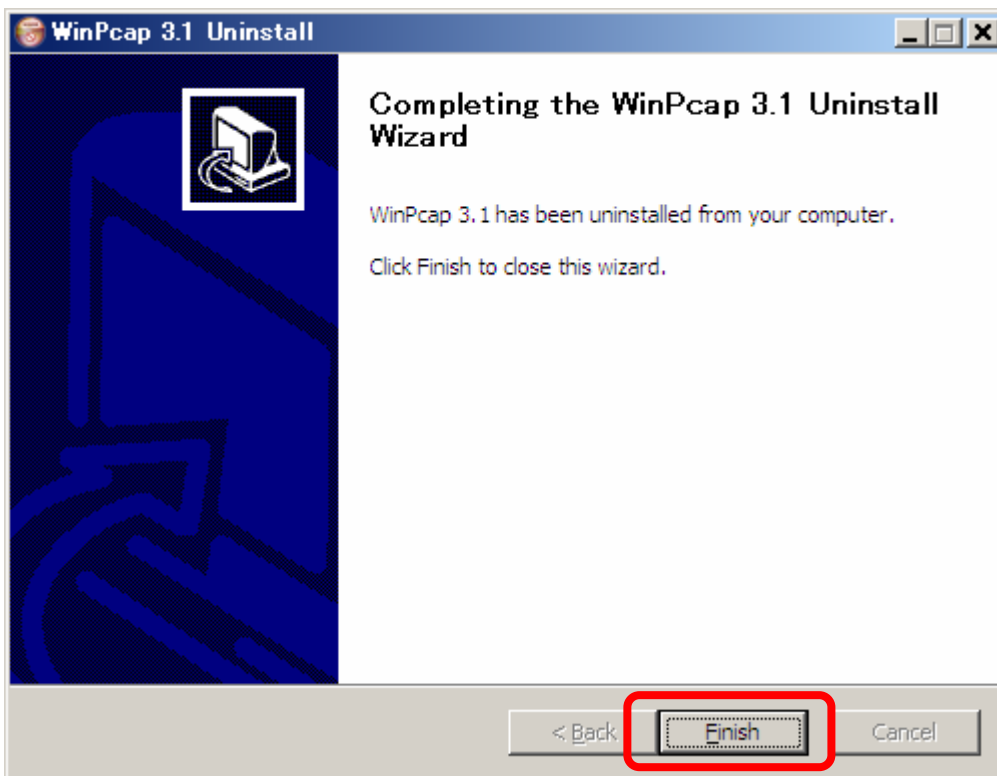 WinPcap 3.1 Uninstall
Completing the WinPcap 3.1 Uninstall
Wizard
WinPcap 3.1 has been uninstalled from your computer.
Click Finish to close this wizard.
< Back
Finish
Cancel